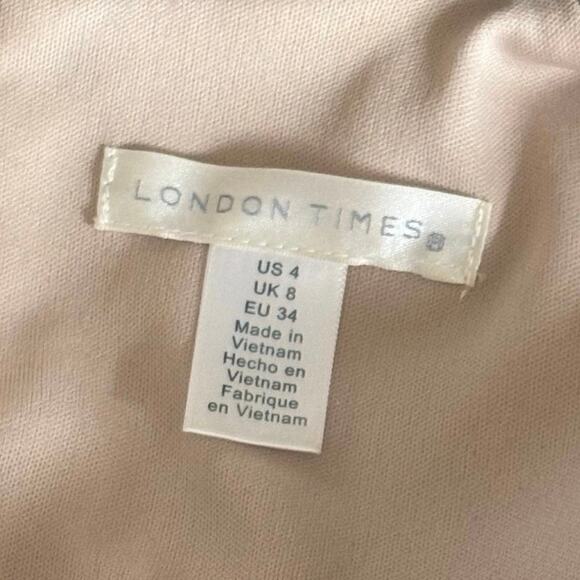 LONDON TIMES®
US 4
UK 8
EU 34
Made in
Vietnam
Hecho en
Vietnam
Fabrique
en Vietnam